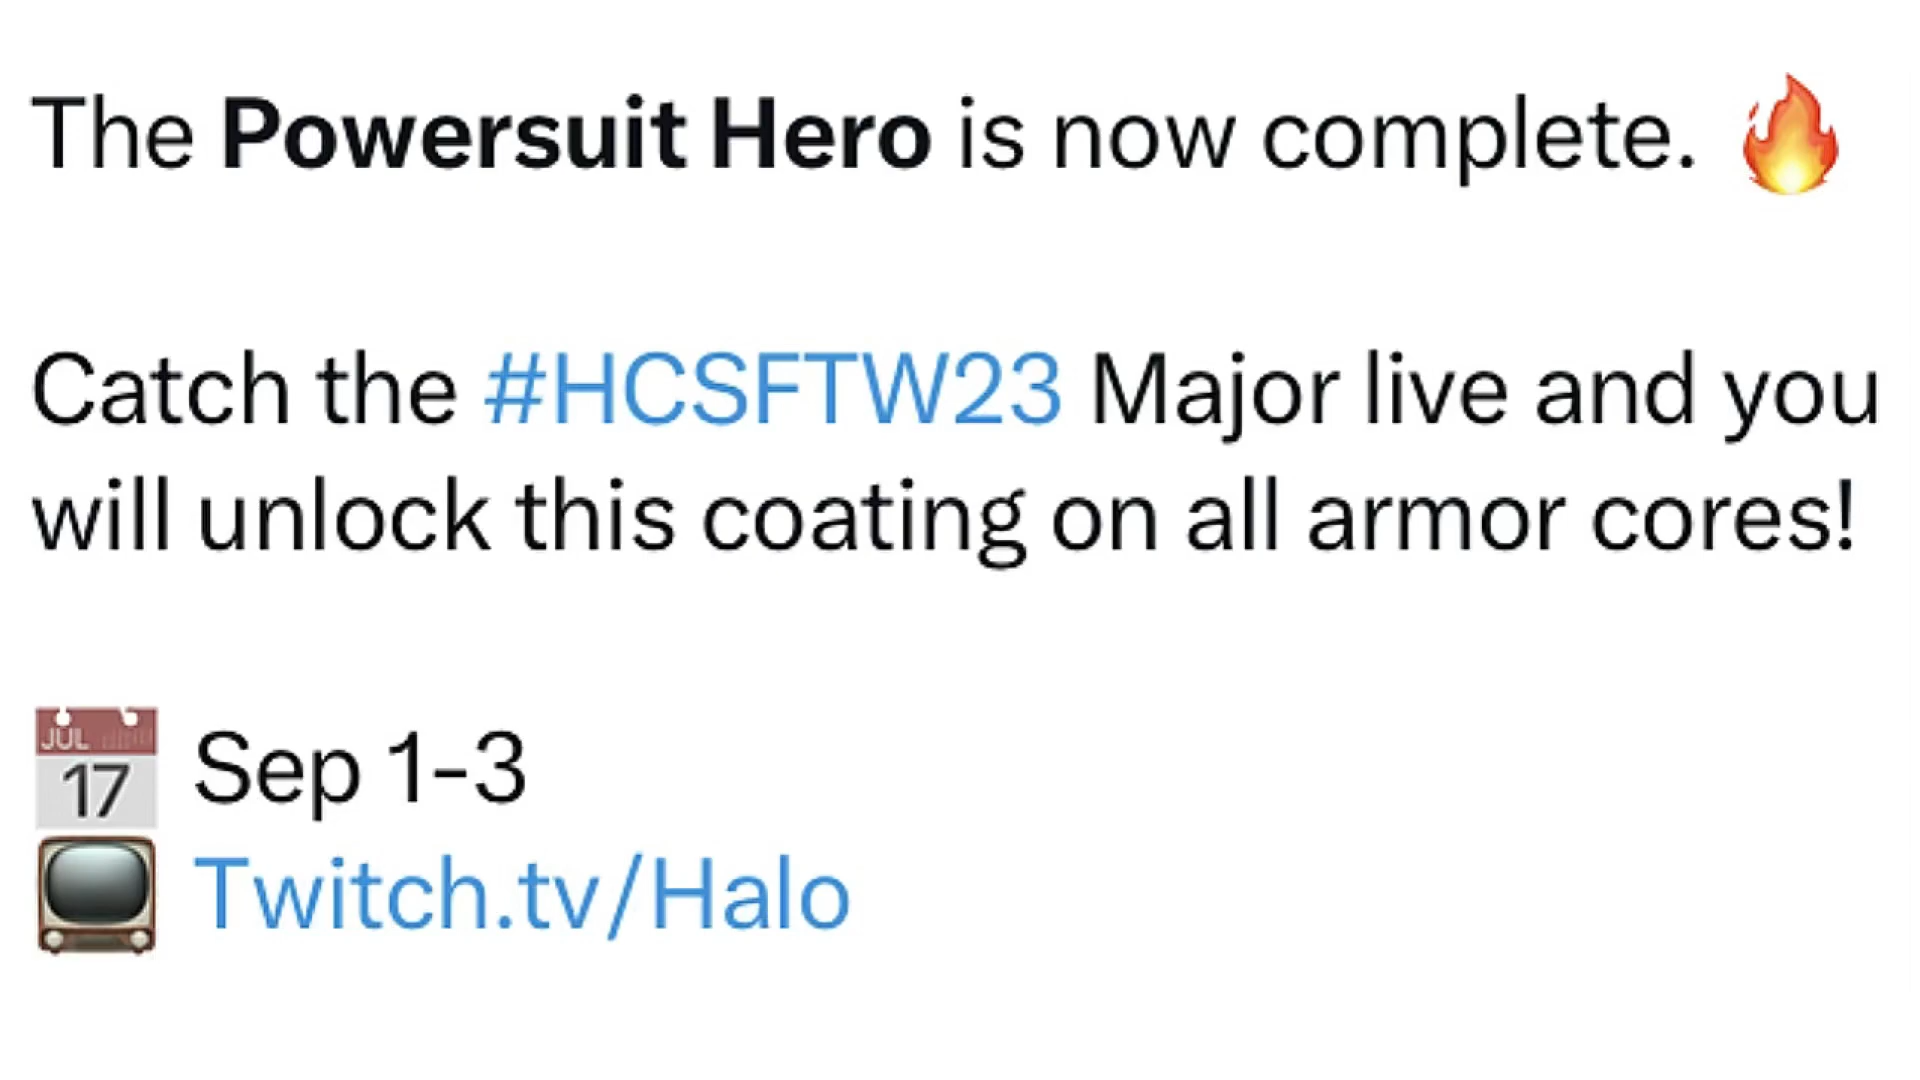 The Powersuit Hero is now complete. 🔥
Catch the #HCSFTW23 Major live and you
will unlock this coating on all armor cores!
JUL
17
Sep 1-3
Twitch.tv/Halo